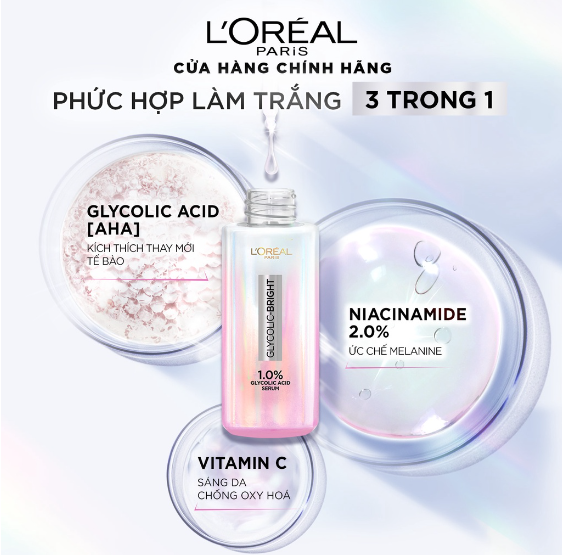 L'ORÉAL
PARIS
CỬA HÀNG CHÍNH HÃNG
PHỨC HỢP LÀM TRẮNG 3 TRONG 1
GLYCOLIC ACID
[AHA]
KÍCH THÍCH THAY MỚI
TẾ BÀO
L'ORÉAL
PARIS
GLYCOLIC-BRIGHT
1.0%
GLYCOLIC ACID
SERUM
NIACINAMIDE
2.0%
ỨC CHẾ MELANINE
VITAMIN C
SÁNG DA
CHỐNG OXY HOÁ